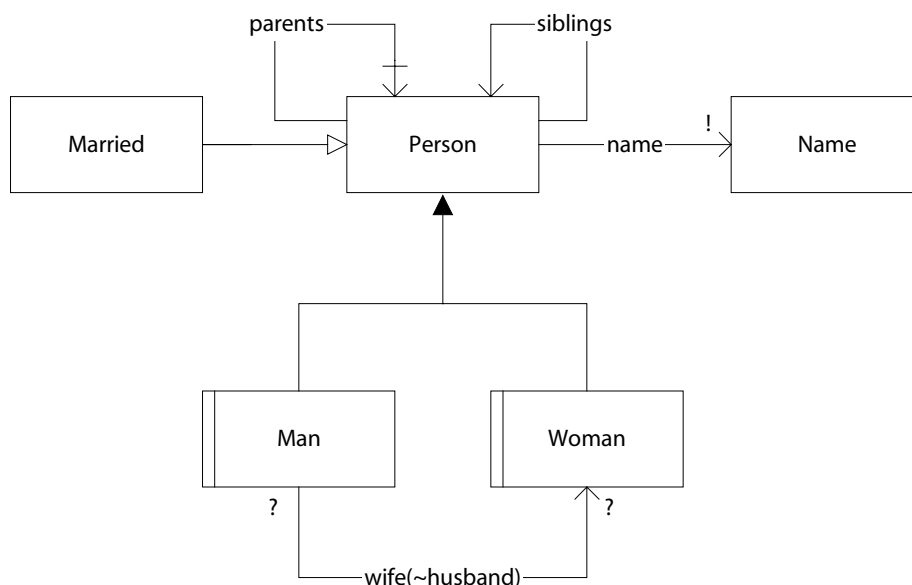 parents
siblings
Married
Person
name
!
Name
Man
Woman
?
?
wife(~husband)